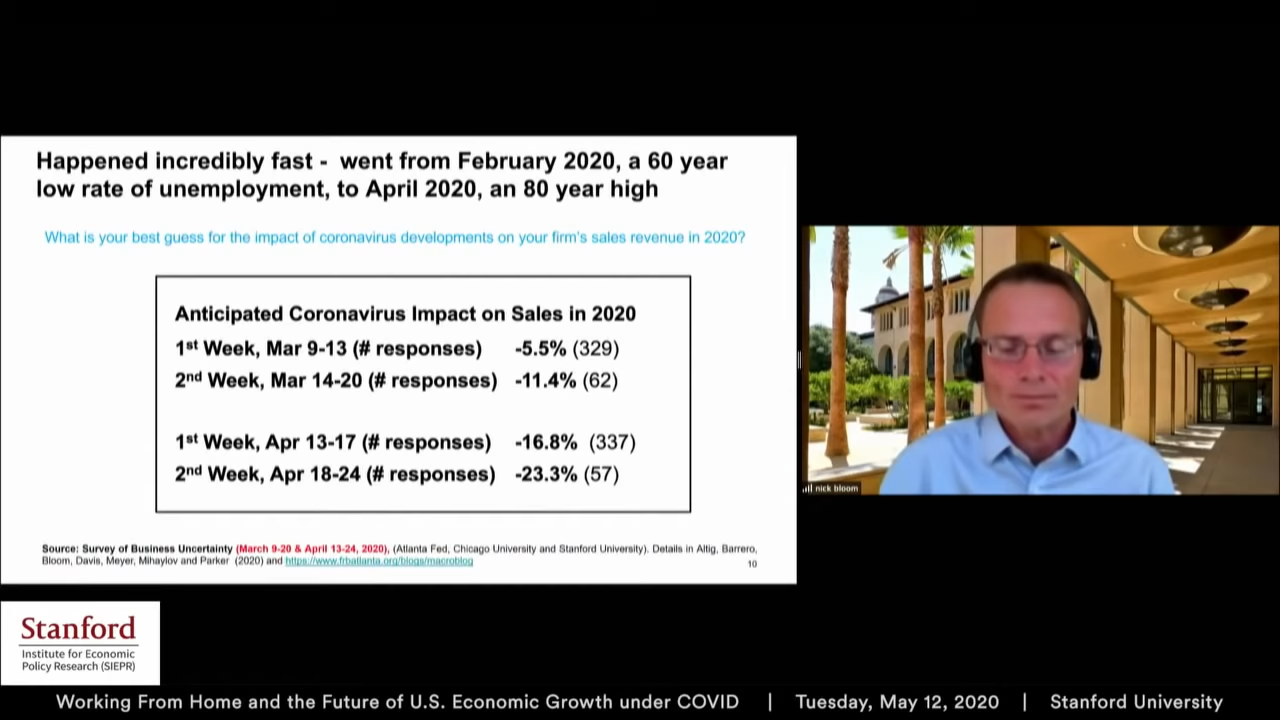 Happened incredibly fast - went from February 2020, a 60 year
low rate of unemployment, to April 2020, an 80 year high
What is your best guess for the impact of coronavirus developments on your firm's sales revenue in 2020?
Anticipated Coronavirus Impact on Sales in 2020
1st Week, Mar 9-13 (# responses) -5.5% (329)
2nd Week, Mar 14-20 (# responses) -11.4% (62)
1st Week, Apr 13-17 (# responses) -16.8% (337)
2nd Week, Apr 18-24 (# responses) -23.3% (57)
Source: Survey of Business Uncertainty (March 9-20 & April 13-24, 2020), (Atlanta Fed, Chicago University and Stanford University). Details in Altig, Barrero,
Bloom, Davis, Meyer, Mihaylov and Parker (2020) and https://www.frbatlanta.org/blogs/macroblog
10
nick bloom
Stanford
Institute for Economic
Policy Research (SIEPR)
Working From Home and the Future of U.S. Economic Growth under COVID | Tuesday, May 12, 2020 | Stanford University